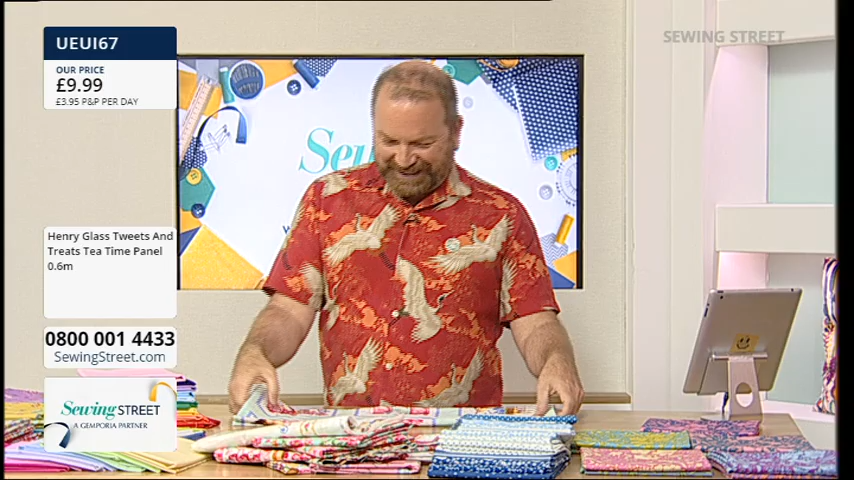 UEUI67
OUR PRICE
£9.99
£3.95 P&P PER DAY
SEWING STREET
Henry Glass Tweets And
Treats Tea Time Panel
0.6m
0800 001 4433
SewingStreet.com
Sewing STREET
A GEMPORIA PARTNER